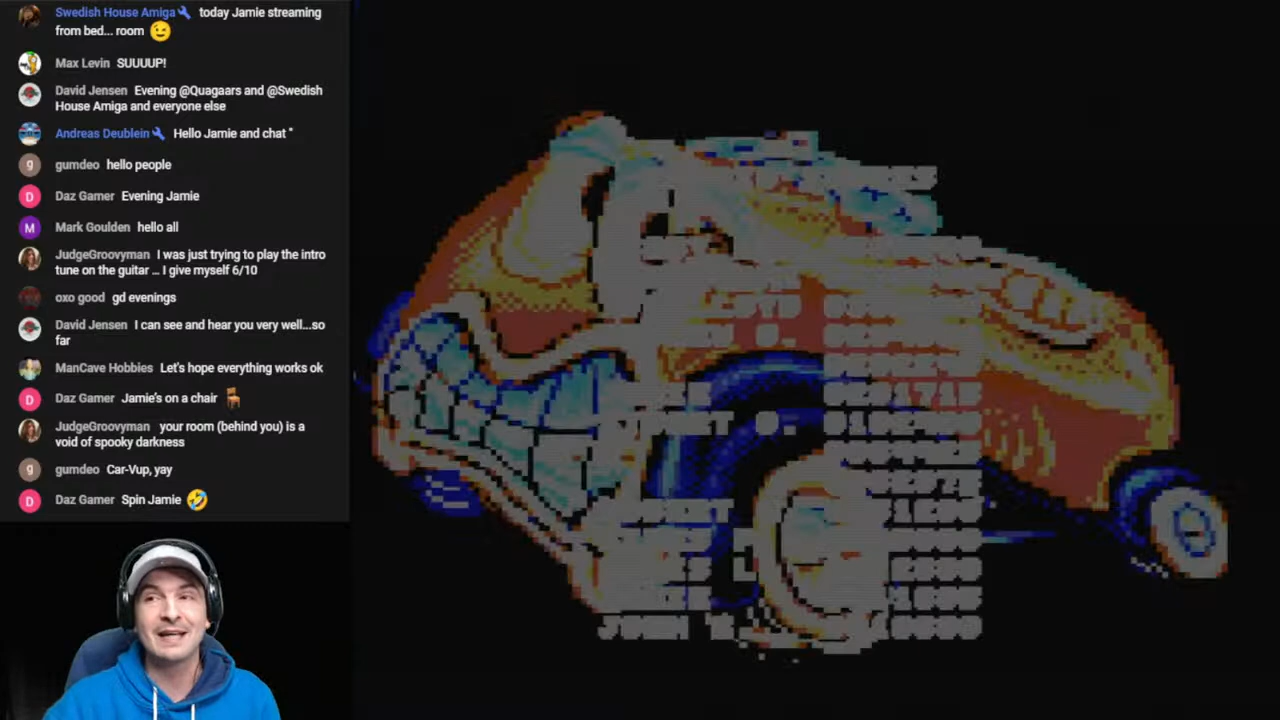 Swedish House Amiga today Jamie streaming
from bed... room 😉
Max Levin SUUUUP!
David Jensen Evening @Quagaars and @Swedish
House Amiga and everyone else
Andreas Deublein Hello Jamie and chat "
g gumdeo hello people
D Daz Gamer Evening Jamie
M Mark Goulden hello all
JudgeGroovyman I was just trying to play the intro
tune on the guitar ... I give myself 6/10
oxo good gd evenings
David Jensen I can see and hear you very well...so
far
ManCave Hobbies Let's hope everything works ok
D Daz Gamer Jamie's on a chair 🪑
JudgeGroovyman your room (behind you) is a
void of spooky darkness
g gumdeo Car-Vup, yay
D Daz Gamer Spin Jamie 🤣